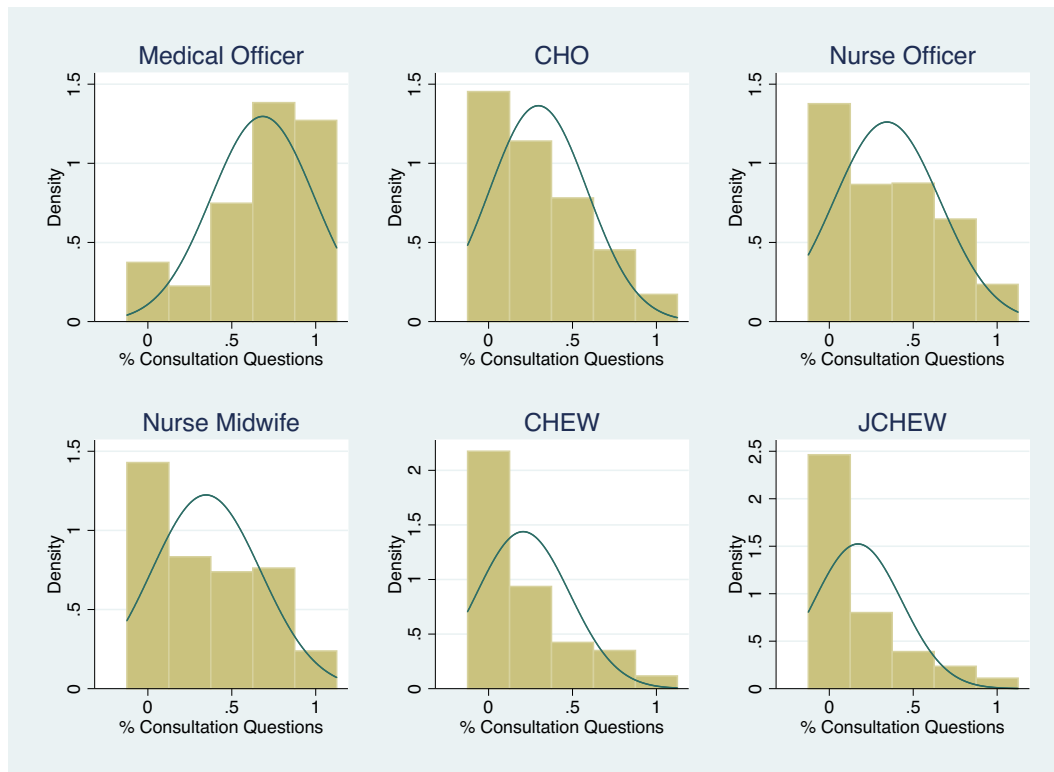 Medical Officer
Density
0 .5 1 1.5
0 .5 1
% Consultation Questions
CHO
Density
0 .5 1 1.5
0 .5 1
% Consultation Questions
Nurse Officer
Density
0 .5 1 1.5
0 .5 1
% Consultation Questions
Nurse Midwife
Density
0 .5 1 1.5
0 .5 1
% Consultation Questions
CHEW
Density
0 .5 1 1.5 2
0 .5 1
% Consultation Questions
JCHEW
Density
0 .5 1 1.5 2 2.5
0 .5 1
% Consultation Questions